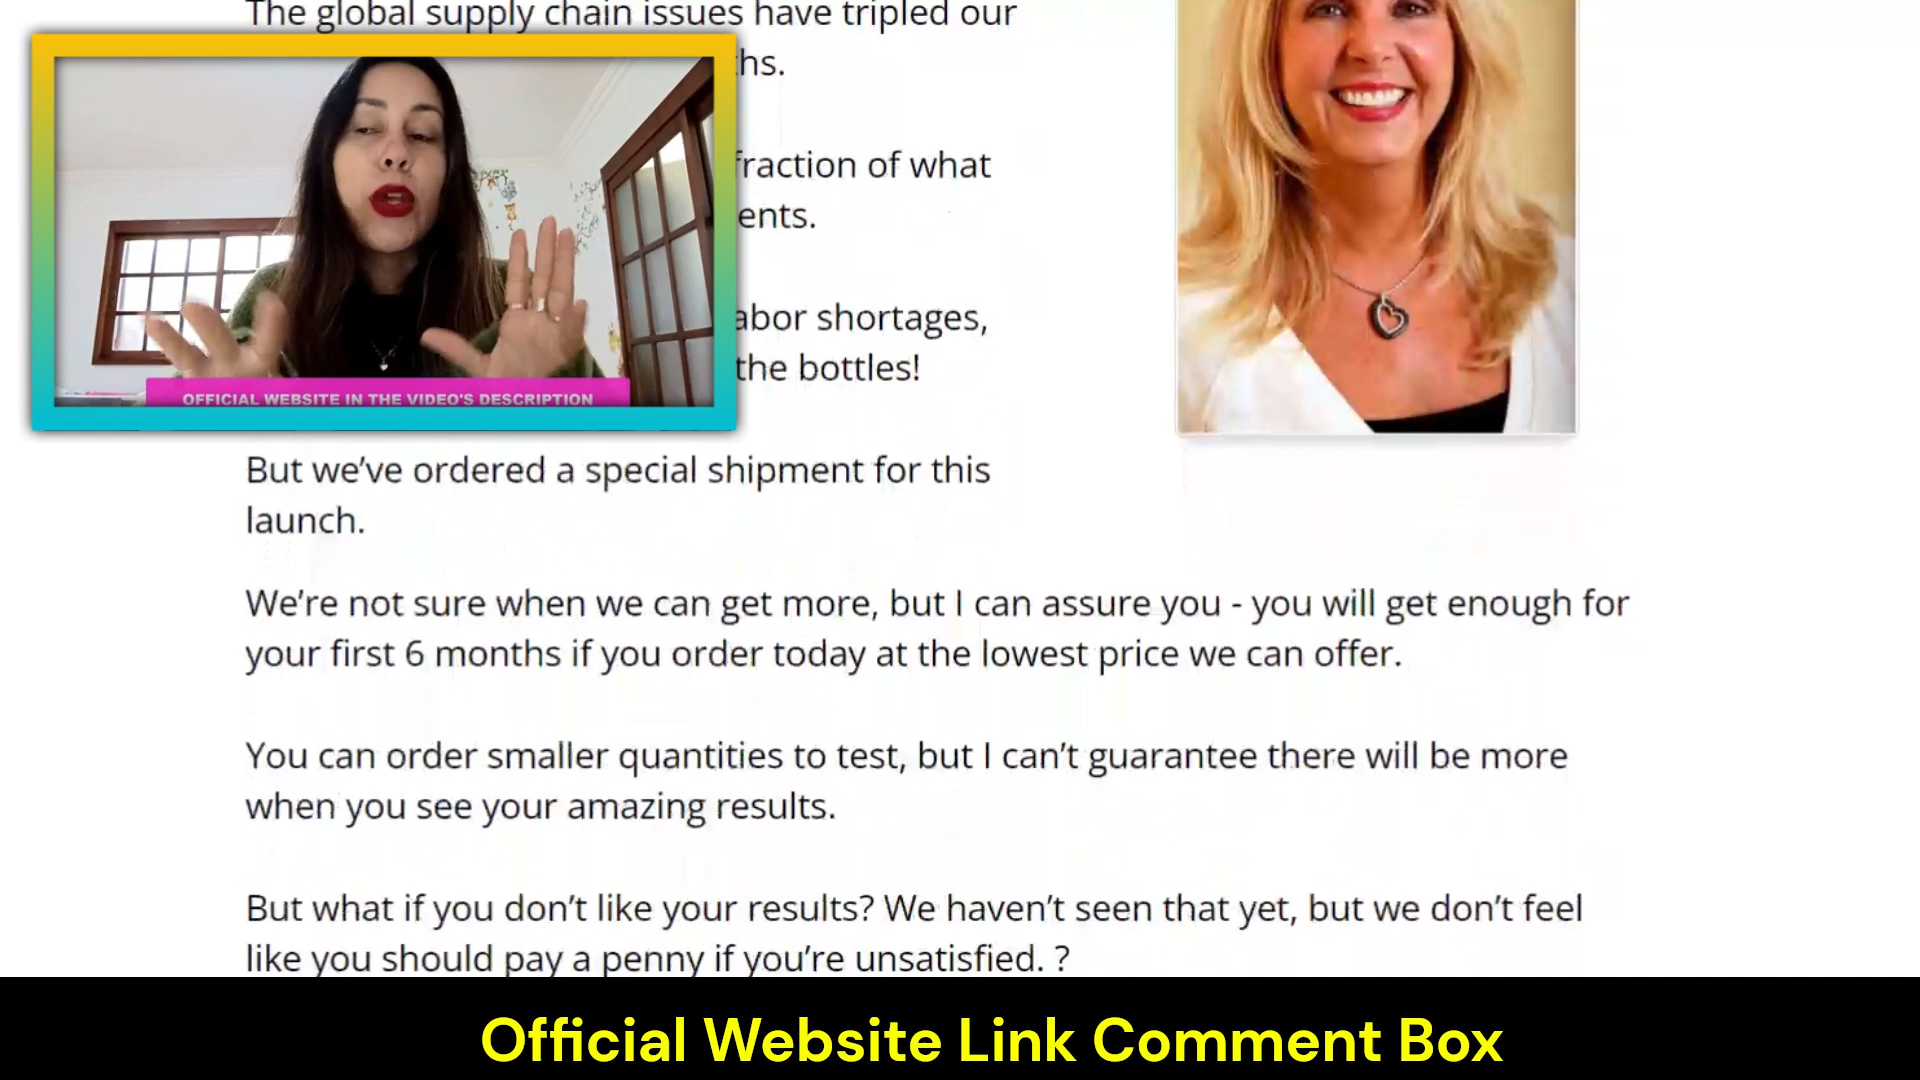 The global supply chain issues have tripled our
ths.
fraction of what
ents.
abor shortages,
the bottles!
OFFICIAL WEBSITE IN THE VIDEO'S DESCRIPTION
But we’ve ordered a special shipment for this
launch.
We’re not sure when we can get more, but I can assure you - you will get enough for
your first 6 months if you order today at the lowest price we can offer.
You can order smaller quantities to test, but I can’t guarantee there will be more
when you see your amazing results.
But what if you don’t like your results? We haven’t seen that yet, but we don’t feel
like you should pay a penny if you’re unsatisfied. ?
Official Website Link Comment Box